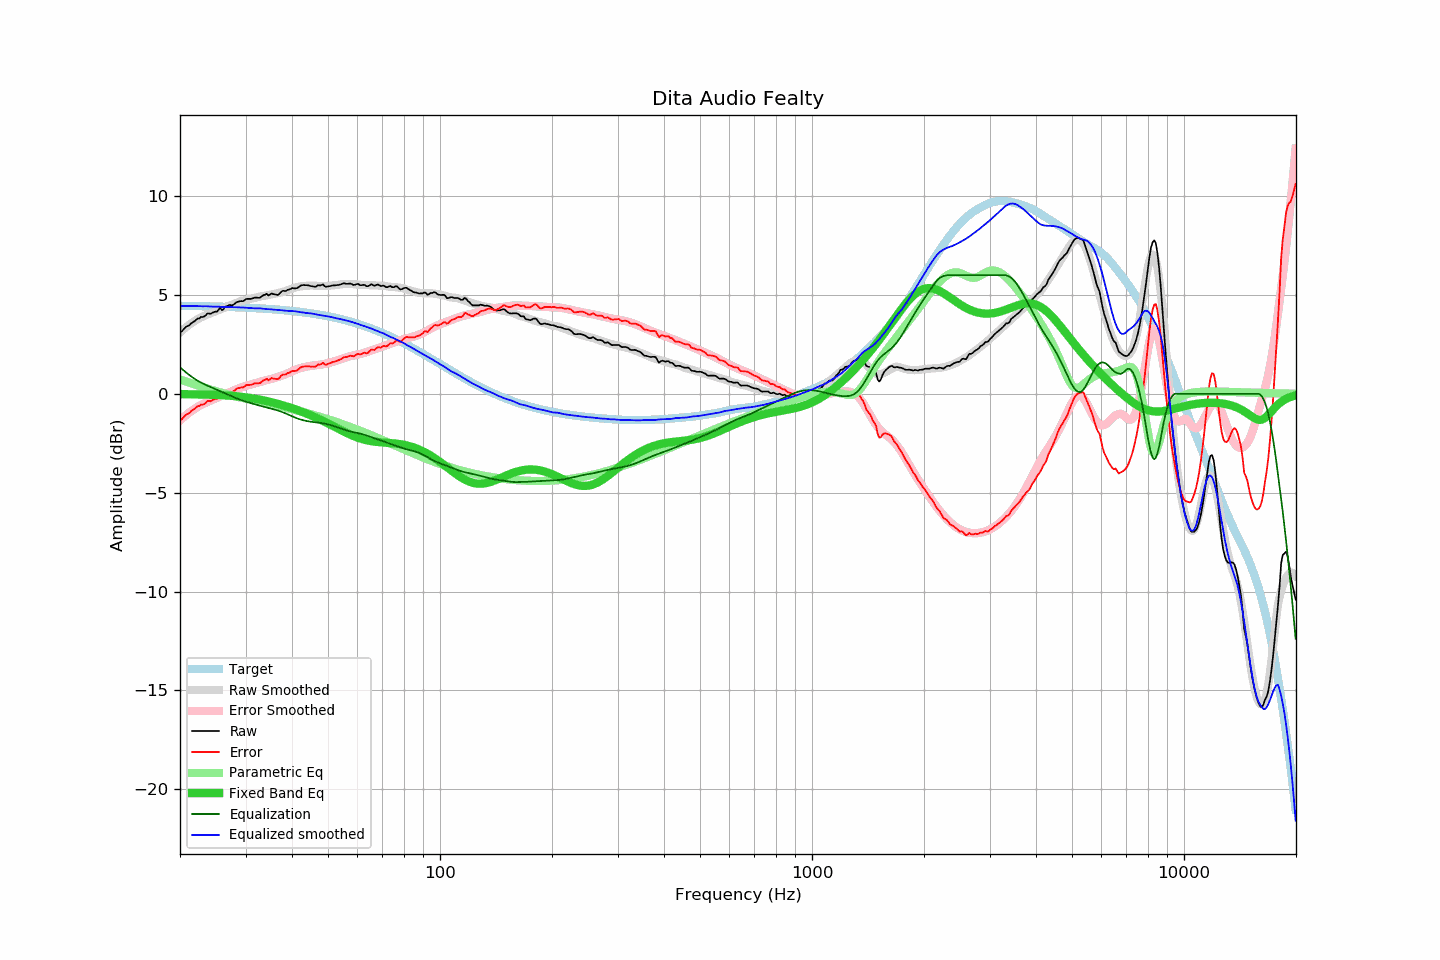 Dita Audio Fealty
Amplitude (dBr)
10
5
0
−5
−10
−15
−20
Target
Raw Smoothed
Error Smoothed
Raw
Error
Parametric Eq
Fixed Band Eq
Equalization
Equalized smoothed
100
1000
10000
Frequency (Hz)